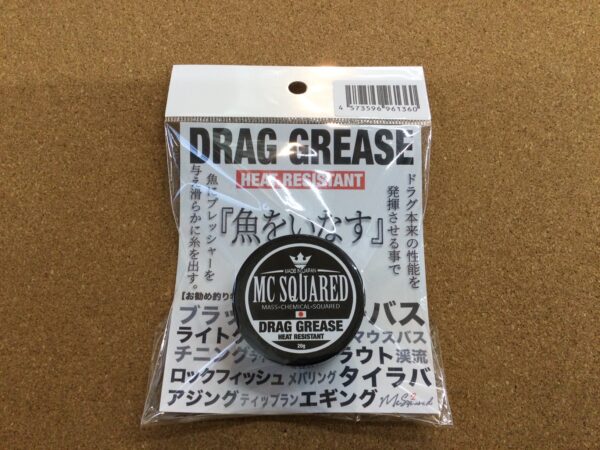 4 573596 961360
DRAG GREASE
HEAT RESISTANT
ドラグ本来の性能を
発揮させる事で
『魚をいなす』
魚にプレッシャーを
与え滑らかに糸を出す。
MADE IN JAPAN
MC SQUARED
MASS-CHEMICAL-SQUARED
DRAG GREASE
HEAT RESISTANT
20g
【お勧め釣り
ブラッ バス
ライト マウスバス
チニング ラウト 渓流
ロックフィッシュ メバリング タイラバ
アジング ティップラン エギング Mc Squared